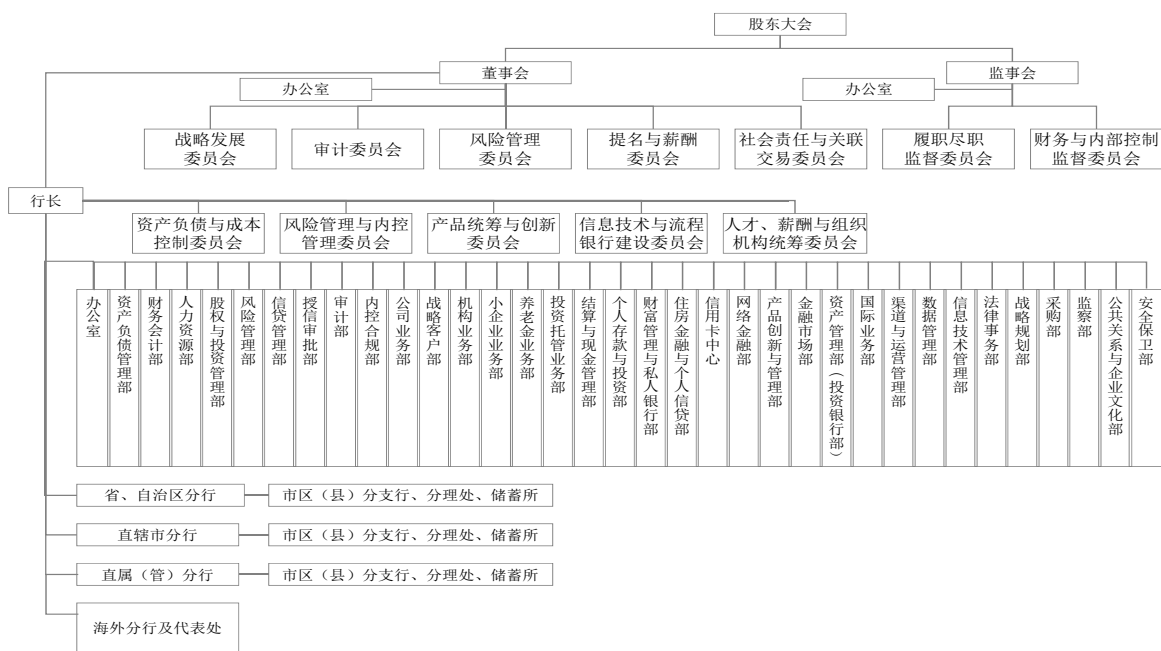 股东大会
董事会
监事会
办公室
办公室
战略发展
委员会
审计委员会
风险管理
委员会
提名与薪酬
委员会
社会责任与关联
交易委员会
履职尽职
监督委员会
财务与内部控制
监督委员会
行长
资产负债与成本
控制委员会
风险管理与内控
管理委员会
产品统筹与创新
委员会
信息技术与流程
银行建设委员会
人才、薪酬与组织
机构统筹委员会
办公室
资产负债管理部
财务会计部
人力资源部
股权与投资管理部
风险管理部
信贷管理部
授信审批部
审计部
内控合规部
公司业务部
战略客户部
机构业务部
小企业业务部
养老金业务部
投资托管业务部
结算与现金管理部
个人存款与投资部
财富管理与私人银行部
住房金融与个人信贷部
信用卡中心
网络金融部
产品创新与管理部
金融市场部
资产管理部（投资银行部）
国际业务部
渠道与运营管理部
数据管理部
信息技术管理部
法律事务部
战略规划部
采购部
监察部
公共关系与企业文化部
安全保卫部
省、自治区分行
市区（县）分支行、分理处、储蓄所
直辖市分行
市区（县）分支行、分理处、储蓄所
直属（管）分行
市区（县）分支行、分理处、储蓄所
海外分行及代表处